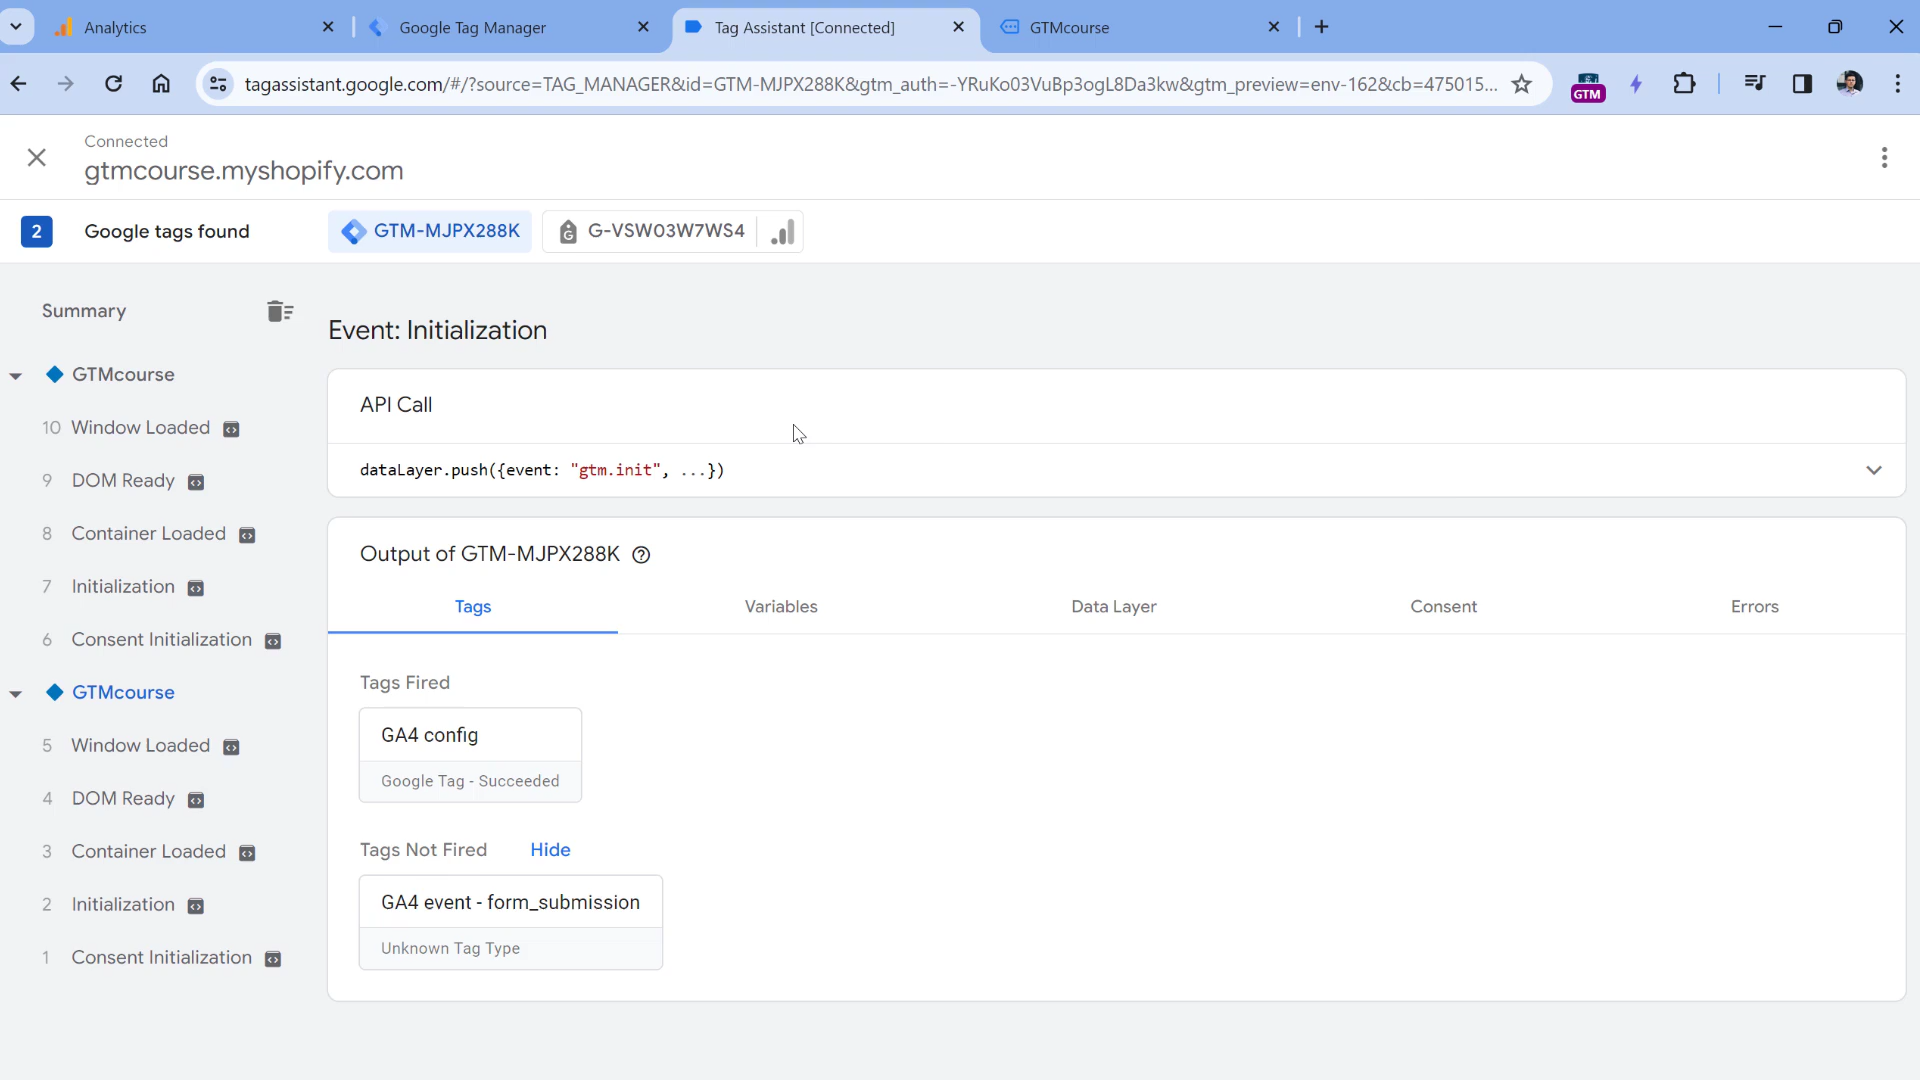 Analytics
Google Tag Manager
Tag Assistant [Connected]
GTMcourse
tagassistant.google.com/#/?source=TAG_MANAGER&id=GTM-MJPX288K&gtm_auth=-YRuKo03VuBp3ogL8Da3kw&gtm_preview=env-162&cb=475015...
GTM
Connected
gtmcourse.myshopify.com
2 Google tags found
GTM-MJPX288K
G-VSW03W7WS4
Summary
GTMcourse
10 Window Loaded
9 DOM Ready
8 Container Loaded
7 Initialization
6 Consent Initialization
GTMcourse
5 Window Loaded
4 DOM Ready
3 Container Loaded
2 Initialization
1 Consent Initialization
Event: Initialization
API Call
dataLayer.push({event: "gtm.init", ...})
Output of GTM-MJPX288K
Tags
Variables
Data Layer
Consent
Errors
Tags Fired
GA4 config
Google Tag - Succeeded
Tags Not Fired
Hide
GA4 event - form_submission
Unknown Tag Type